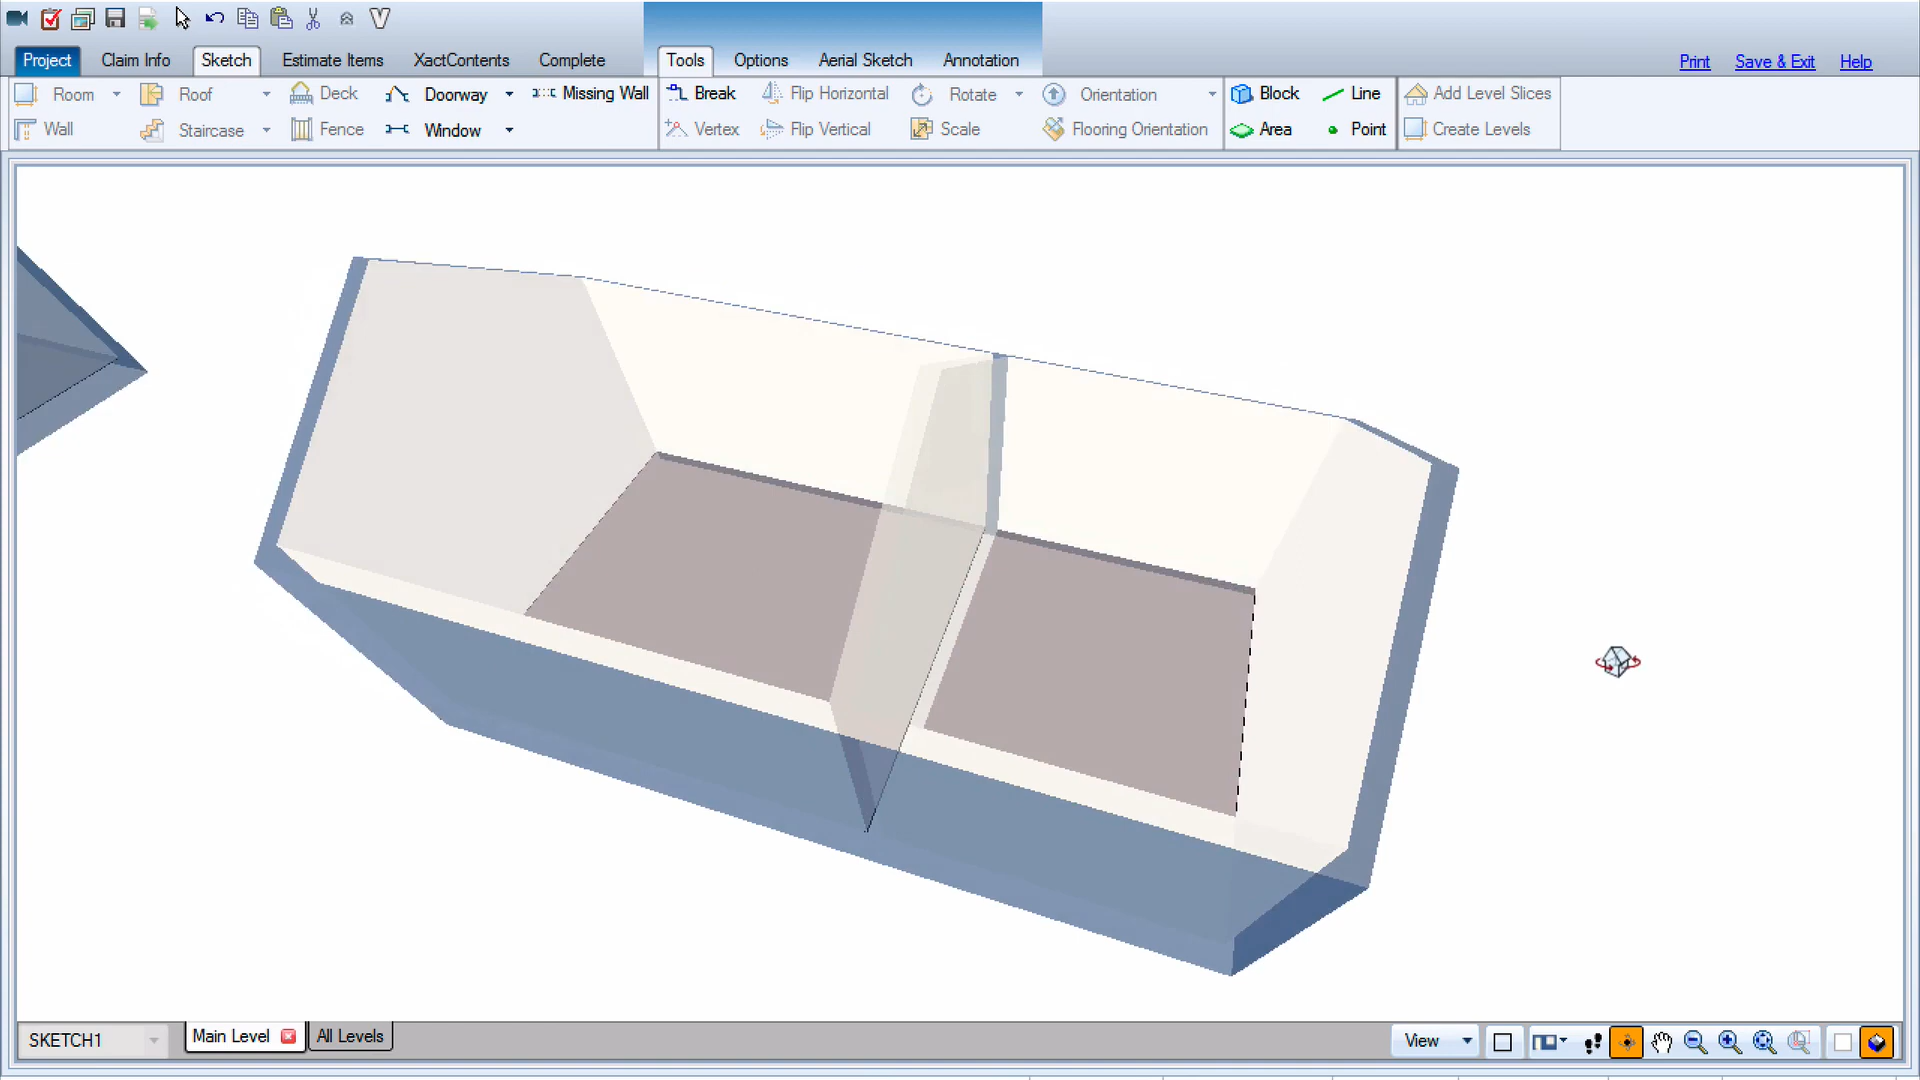 Project Claim Info Sketch Estimate Items XactContents Complete Tools Options Aerial Sketch Annotation Print Save & Exit Help
Room Roof Deck Doorway Missing Wall Break Flip Horizontal Rotate Orientation Block Line Add Level Slices
Wall Staircase Fence Window Vertex Flip Vertical Scale Flooring Orientation Area Point Create Levels
SKETCH1 Main Level All Levels View